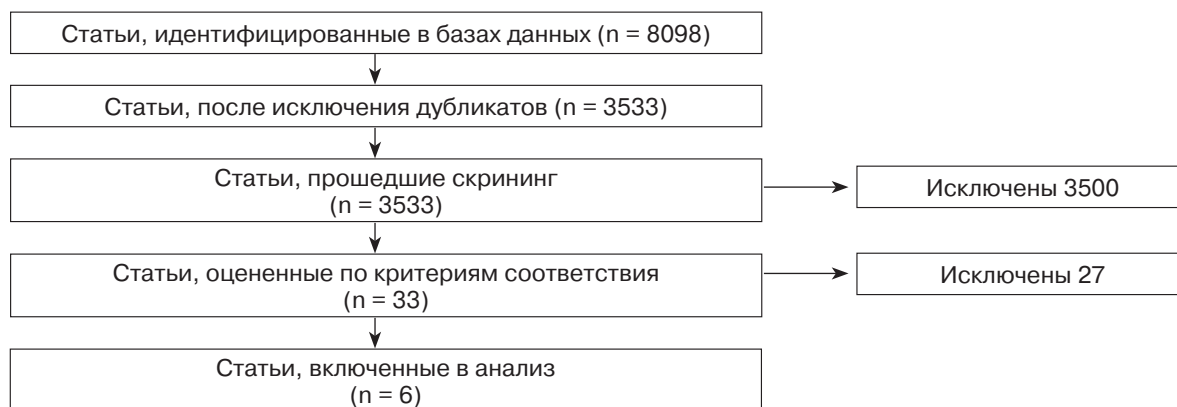 Статьи, идентифицированные в базах данных (n = 8098)
Статьи, после исключения дубликатов (n = 3533)
Статьи, прошедшие скрининг
(n = 3533)
Исключены 3500
Статьи, оцененные по критериям соответствия
(n = 33)
Исключены 27
Статьи, включенные в анализ
(n = 6)